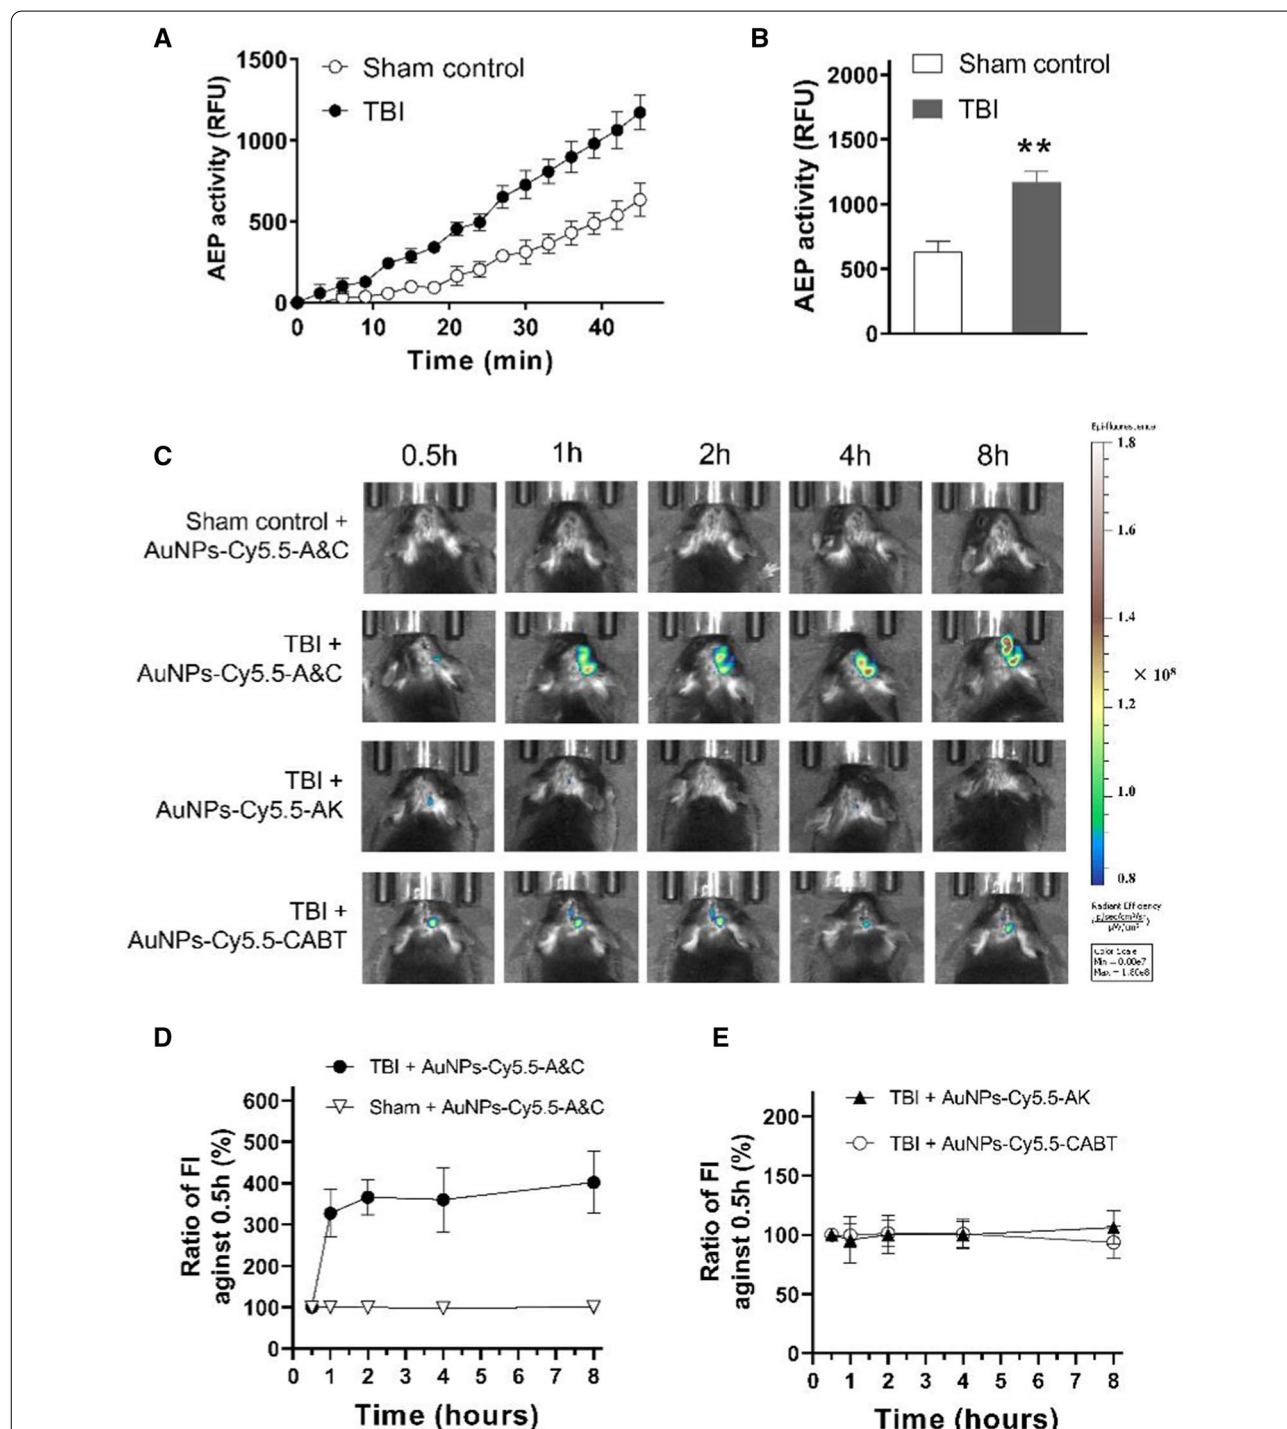 A
1500
1000
500
0
AEP activity (RFU)
Sham control
TBI
0 10 20 30 40
Time (min)
B
2000
1500
1000
500
0
AEP activity (RFU)
Sham control
TBI
**
C
0.5h 1h 2h 4h 8h
Sham control +
AuNPs-Cy5.5-A&C
TBI +
AuNPs-Cy5.5-A&C
TBI +
AuNPs-Cy5.5-AK
TBI +
AuNPs-Cy5.5-CABT
Epi-fluorescence
1.8
1.6
1.4
× 10⁸
1.2
1.0
0.8
Radiant Efficiency
Color Scale
D
TBI + AuNPs-Cy5.5-A&C
Sham + AuNPs-Cy5.5-A&C
600
500
400
300
200
100
0
Ratio of FI
aginst 0.5h (%)
0 1 2 3 4 5 6 7 8
Time (hours)
E
TBI + AuNPs-Cy5.5-AK
TBI + AuNPs-Cy5.5-CABT
200
150
100
50
0
Ratio of FI
aginst 0.5h (%)
0 1 2 3 4 5 6 7 8
Time (hours)